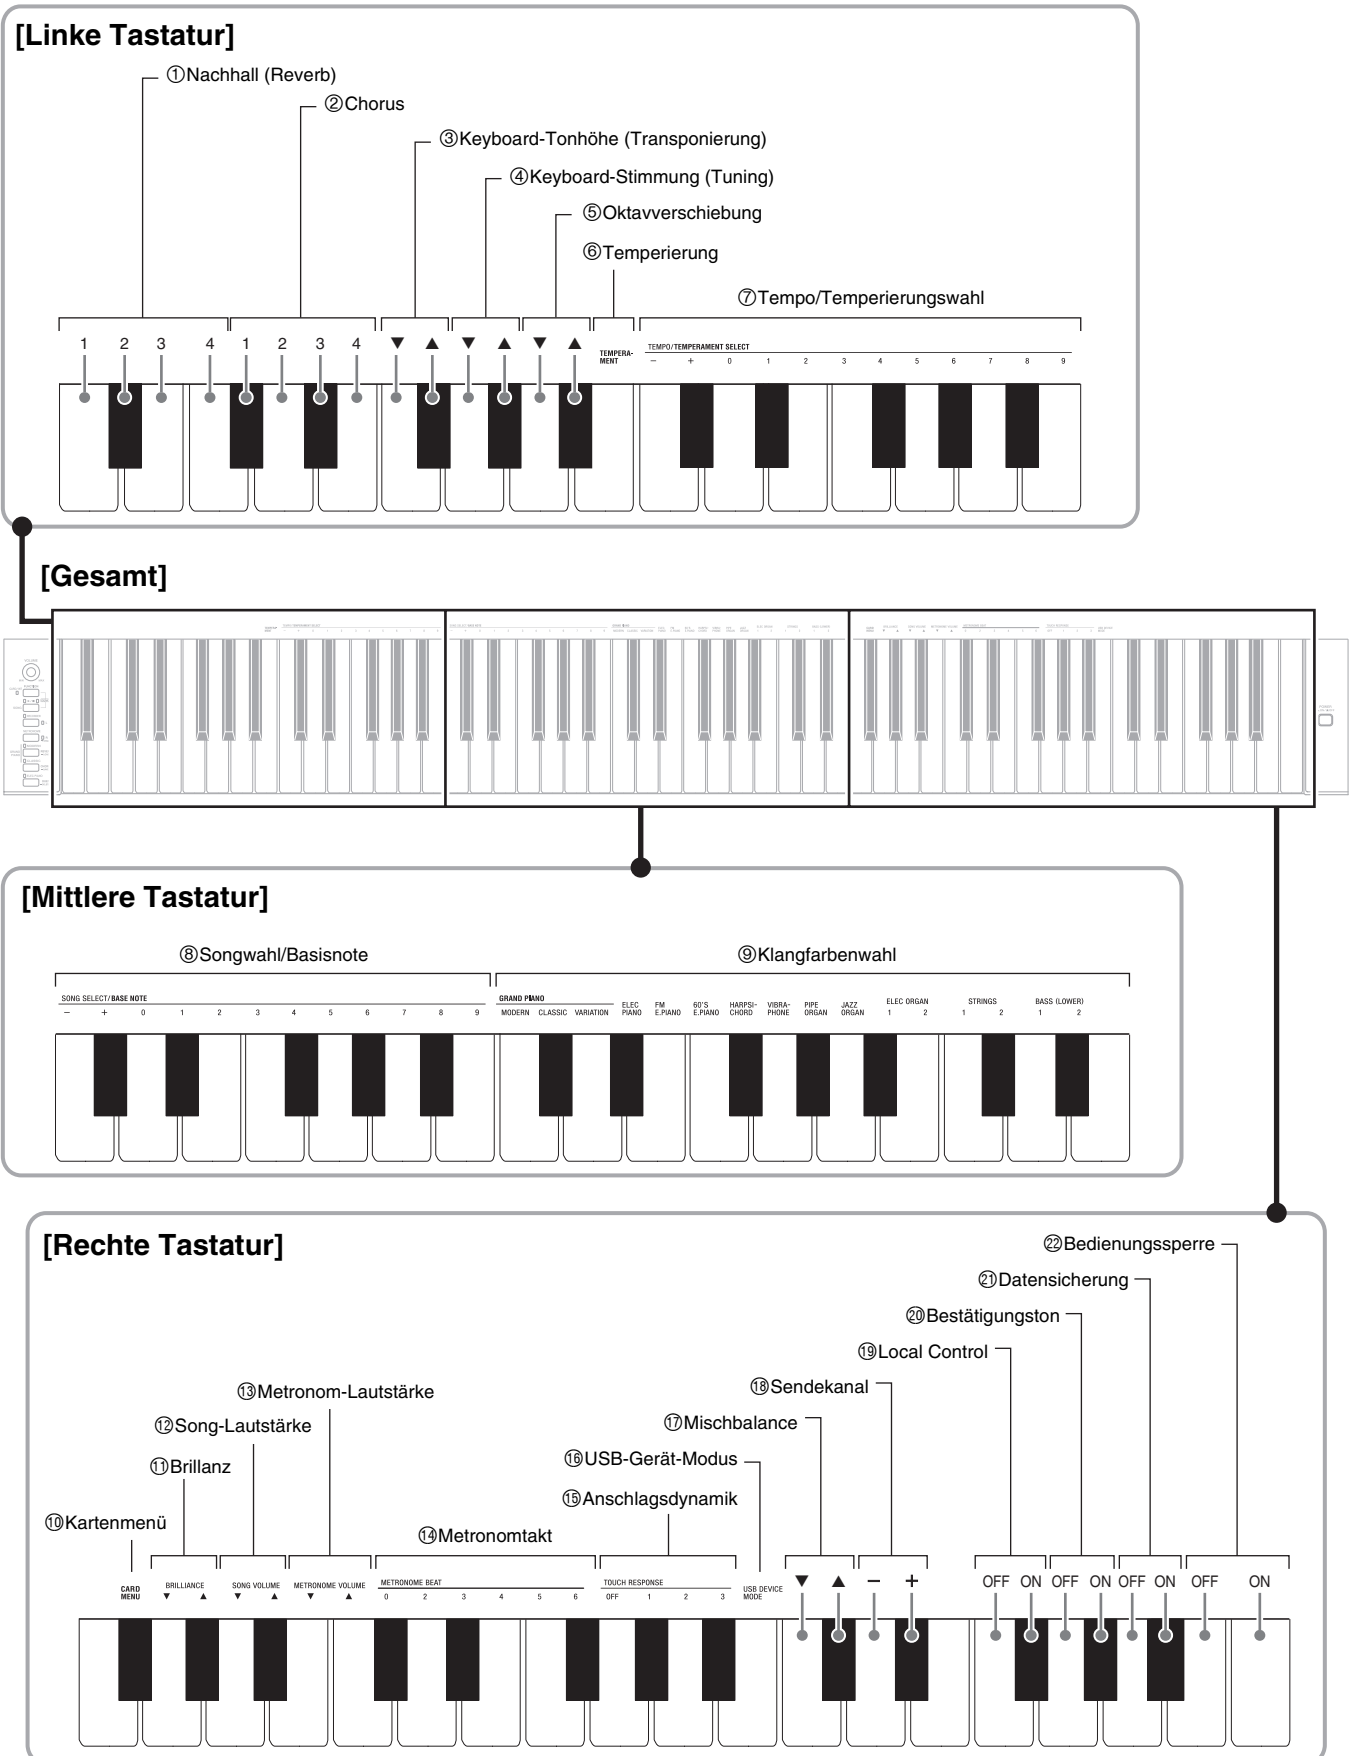 [Linke Tastatur]
①Nachhall (Reverb)
②Chorus
③Keyboard-Tonhöhe (Transponierung)
④Keyboard-Stimmung (Tuning)
⑤Oktavverschiebung
⑥Temperierung
⑦Tempo/Temperierungswahl
1 2 3 4 1 2 3 4 ▼ ▲ ▼ ▲ ▼ ▲
TEMPERA-
MENT
TEMPO/TEMPERAMENT SELECT
− + 0 1 2 3 4 5 6 7 8 9
[Gesamt]
[Mittlere Tastatur]
⑧Songwahl/Basisnote
⑨Klangfarbenwahl
SONG SELECT/BASE NOTE
− + 0 1 2 3 4 5 6 7 8 9
GRAND PIANO
MODERN CLASSIC VARIATION
ELEC
PIANO
FM
E.PIANO
60'S
E.PIANO
HARPSI-
CHORD
VIBRA-
PHONE
PIPE
ORGAN
JAZZ
ORGAN
ELEC ORGAN
1 2
STRINGS
1 2
BASS (LOWER)
1 2
[Rechte Tastatur]
㉒Bedienungssperre
㉑Datensicherung
⑳Bestätigungston
⑲Local Control
⑱Sendekanal
⑰Mischbalance
⑯USB-Gerät-Modus
⑮Anschlagsdynamik
⑭Metronomtakt
⑬Metronom-Lautstärke
⑫Song-Lautstärke
⑪Brillanz
⑩Kartenmenü
CARD
MENU
BRILLIANCE
▼ ▲
SONG VOLUME
▼ ▲
METRONOME VOLUME
▼ ▲
METRONOME BEAT
0 2 3 4 5 6
TOUCH RESPONSE
OFF 1 2 3
USB DEVICE
MODE
▼ ▲ − + OFF ON OFF ON OFF ON OFF ON